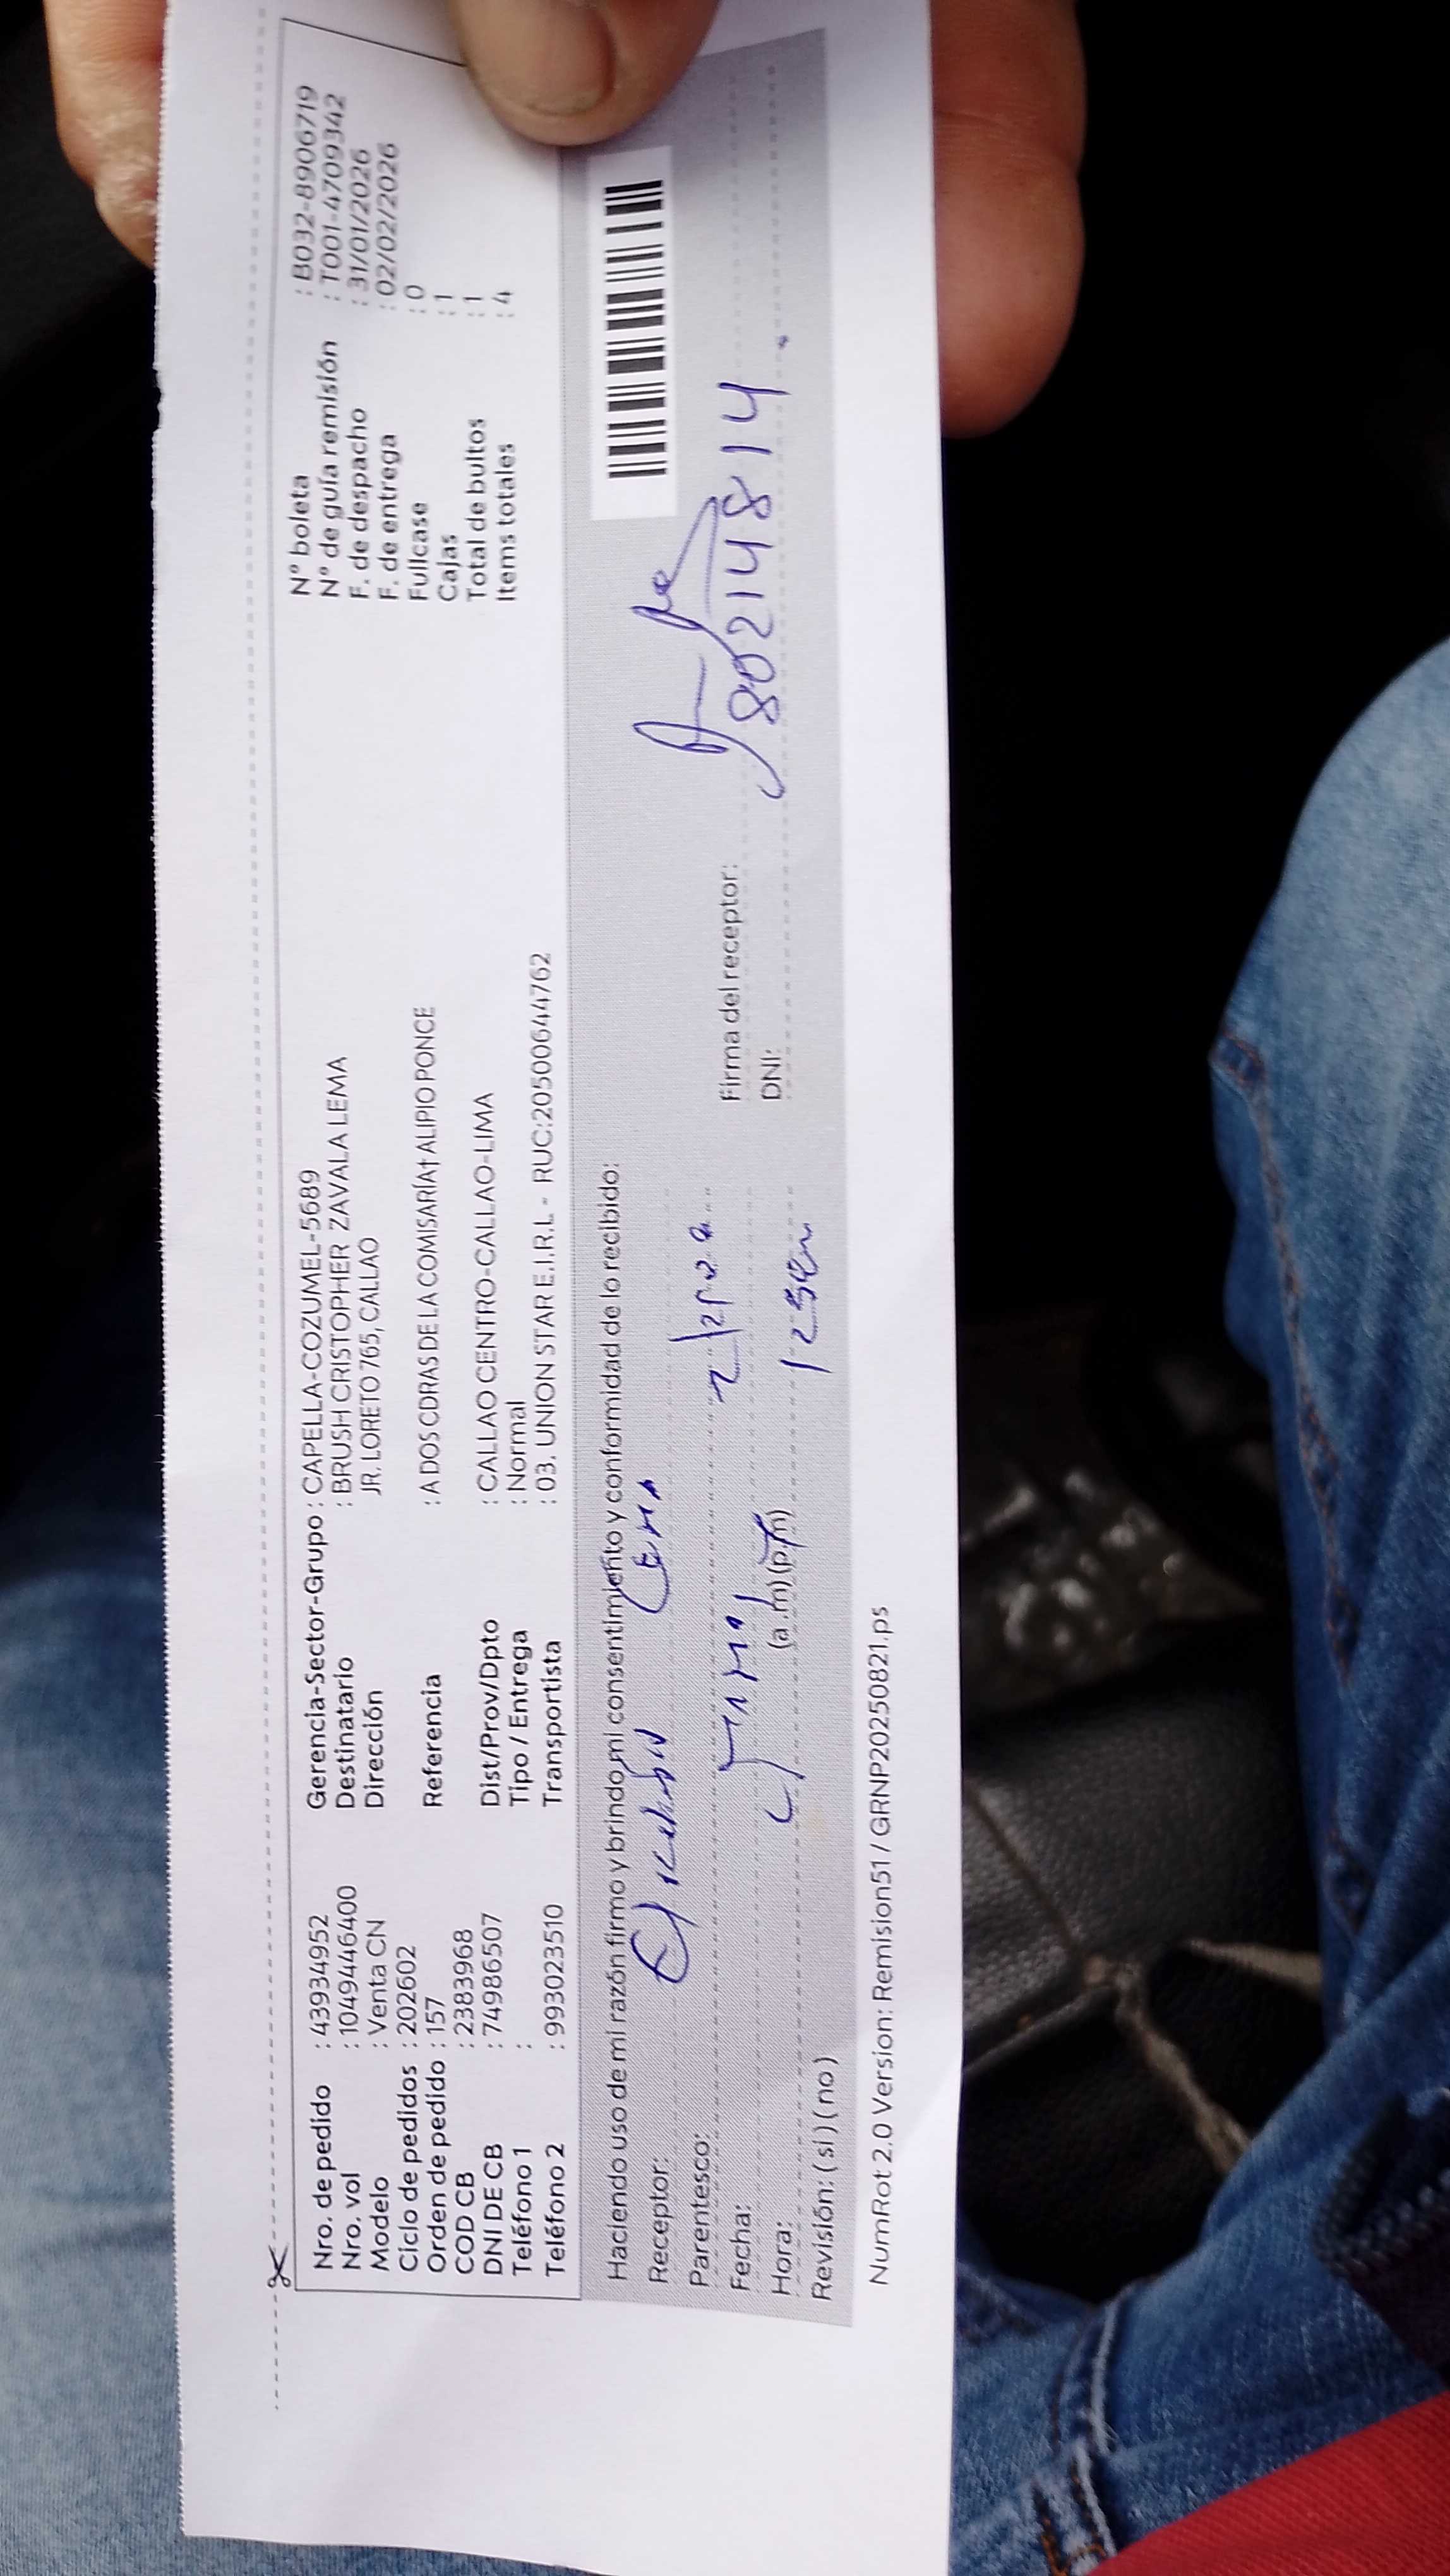 Nro. de pedido : 43934952
Nro. vol : 10494446400
Modelo : Venta CN
Ciclo de pedidos : 202602
Orden de pedido : 157
COD CB : 2383968
DNI DE CB : 74986507
Teléfono 1 :
Teléfono 2 : 993023510
Gerencia-Sector-Grupo : CAPELLA-COZUMEL-5689
Destinatario : BRUSH CRISTOPHER ZAVALA LEMA
Dirección JR. LORETO 765, CALLAO
Referencia : A DOS CDRAS DE LA COMISARÍA† ALIPIO PONCE
Dist/Prov/Dpto : CALLAO CENTRO-CALLAO-LIMA
Tipo / Entrega : Normal
Transportista : 03. UNION STAR E.I.R.L - RUC:20500644762
N° boleta : B032-8906719
N° de guía remisión : T001-4709342
F. de despacho : 31/01/2026
F. de entrega : 02/02/2026
Fullcase : 0
Cajas : 1
Total de bultos : 1
Items totales : 4
Haciendo uso de mi razón firmo y brindo mi consentimiento y conformidad de lo recibido:
Receptor:
Parentesco:
Fecha:
Hora: (a.m) (p.m)
Revisión: ( si ) ( no )
Firma del receptor:
DNI: 80214814
NumRot 2.0 Version: Remision51 / GRNP20250821.ps